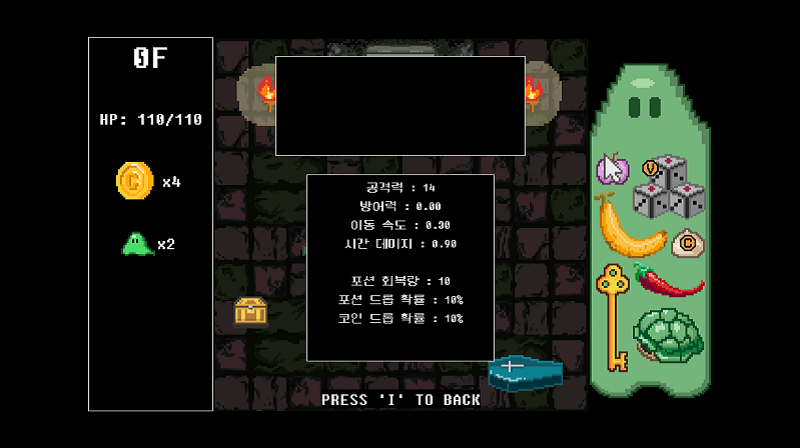 0F
HP: 110/110
x4
x2
공격력 : 14
방어력 : 0.00
이동 속도 : 0.30
시간 데미지 : 0.90
포션 회복량 : 10
포션 드롭 확률 : 10%
코인 드롭 확률 : 10%
PRESS 'I' TO BACK